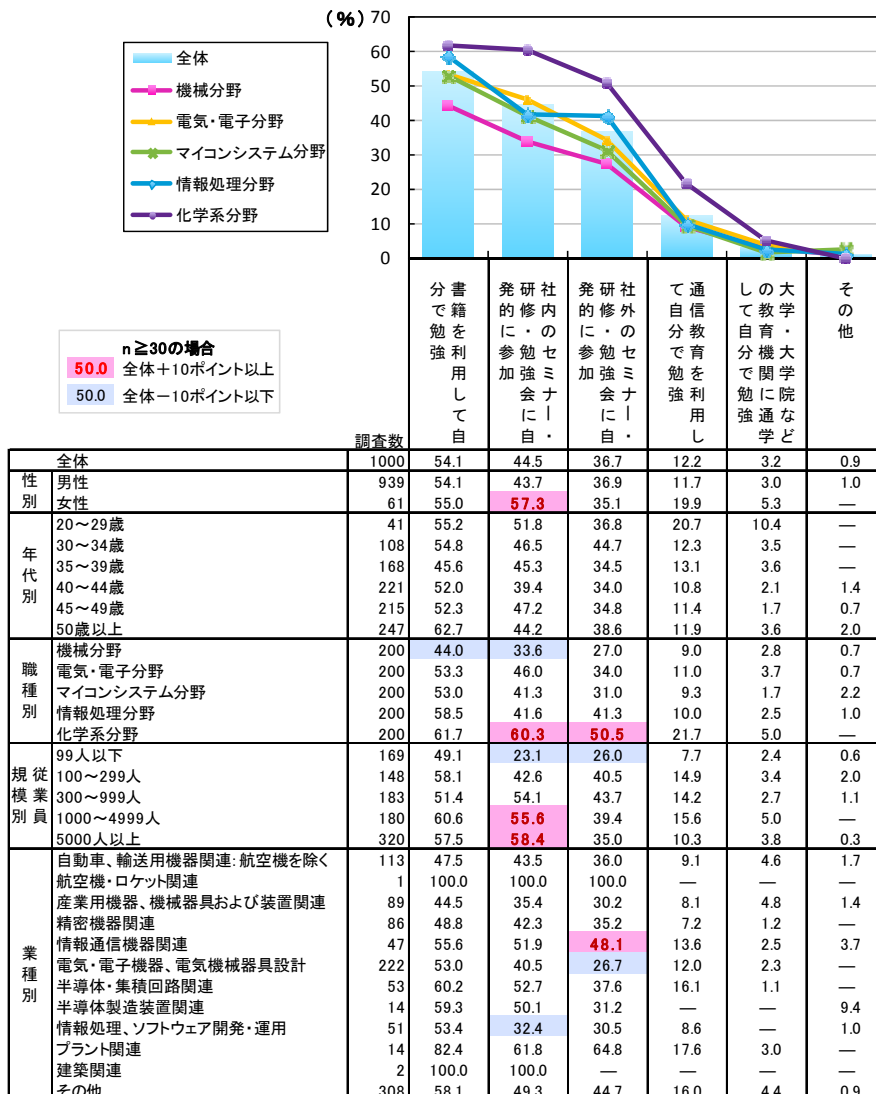 (%)
70
60
50
40
30
20
10
0
全体
機械分野
電気・電子分野
マイコンシステム分野
情報処理分野
化学系分野
書籍を利用して自
分で勉強
社内のセミナー・
研修・勉強会に自
発的に参加
社外のセミナー・
研修・勉強会に自
発的に参加
通信教育を利用し
て自分で勉強
大学・大学院など
の教育機関に通学
して自分で勉強
その他
n≧30の場合
50.0 全体+10ポイント以上
50.0 全体-10ポイント以下
調査数
全体 1000 54.1 44.5 36.7 12.2 3.2 0.9
性別
男性 939 54.1 43.7 36.9 11.7 3.0 1.0
女性 61 55.0 57.3 35.1 19.9 5.3 —
年代別
20~29歳 41 55.2 51.8 36.8 20.7 10.4 —
30~34歳 108 54.8 46.5 44.7 12.3 3.5 —
35~39歳 168 45.6 45.3 34.5 13.1 3.6 —
40~44歳 221 52.0 39.4 34.0 10.8 2.1 1.4
45~49歳 215 52.3 47.2 34.8 11.4 1.7 0.7
50歳以上 247 62.7 44.2 38.6 11.9 3.6 2.0
職種別
機械分野 200 44.0 33.6 27.0 9.0 2.8 0.7
電気・電子分野 200 53.3 46.0 34.0 11.0 3.7 0.7
マイコンシステム分野 200 53.0 41.3 31.0 9.3 1.7 2.2
情報処理分野 200 58.5 41.6 41.3 10.0 2.5 1.0
化学系分野 200 61.7 60.3 50.5 21.7 5.0 —
従業員
規模別
99人以下 169 49.1 23.1 26.0 7.7 2.4 0.6
100~299人 148 58.1 42.6 40.5 14.9 3.4 2.0
300~999人 183 51.4 54.1 43.7 14.2 2.7 1.1
1000~4999人 180 60.6 55.6 39.4 15.6 5.0 —
5000人以上 320 57.5 58.4 35.0 10.3 3.8 0.3
業種別
自動車、輸送用機器関連:航空機を除く 113 47.5 43.5 36.0 9.1 4.6 1.7
航空機・ロケット関連 1 100.0 100.0 100.0 — — —
産業用機器、機械器具および装置関連 89 44.5 35.4 30.2 8.1 4.8 1.4
精密機器関連 86 48.8 42.3 35.2 7.2 1.2 —
情報通信機器関連 47 55.6 51.9 48.1 13.6 2.5 3.7
電気・電子機器、電気機械器具設計 222 53.0 40.5 26.7 12.0 2.3 —
半導体・集積回路関連 53 60.2 52.7 37.6 16.1 1.1 —
半導体製造装置関連 14 59.3 50.1 31.2 — — 9.4
情報処理、ソフトウェア開発・運用 51 53.4 32.4 30.5 8.6 — 1.0
プラント関連 14 82.4 61.8 64.8 17.6 3.0 —
建築関連 2 100.0 100.0 — — — —
その他 308 58.1 49.3 44.7 16.0 4.4 0.9